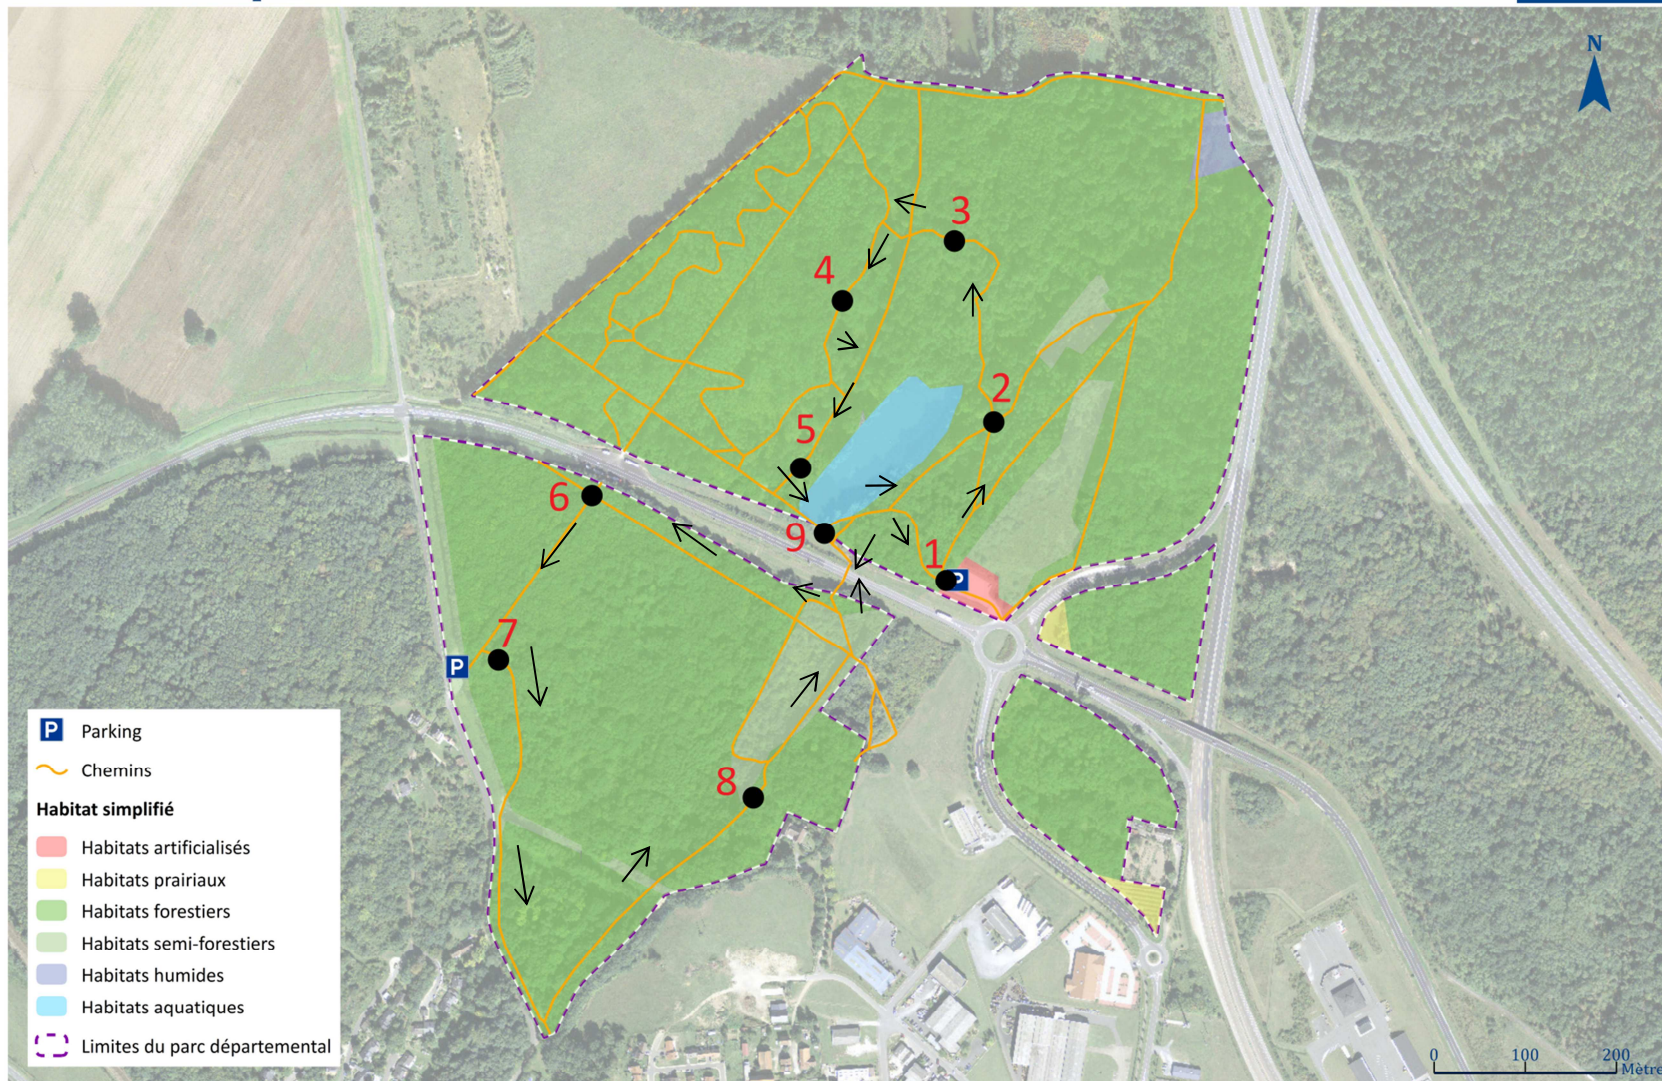 N
3
4
2
5
6
9
1
P
7
P
8
P Parking
Chemins
Habitat simplifié
Habitats artificialisés
Habitats prairiaux
Habitats forestiers
Habitats semi-forestiers
Habitats humides
Habitats aquatiques
Limites du parc départemental
0 100 200